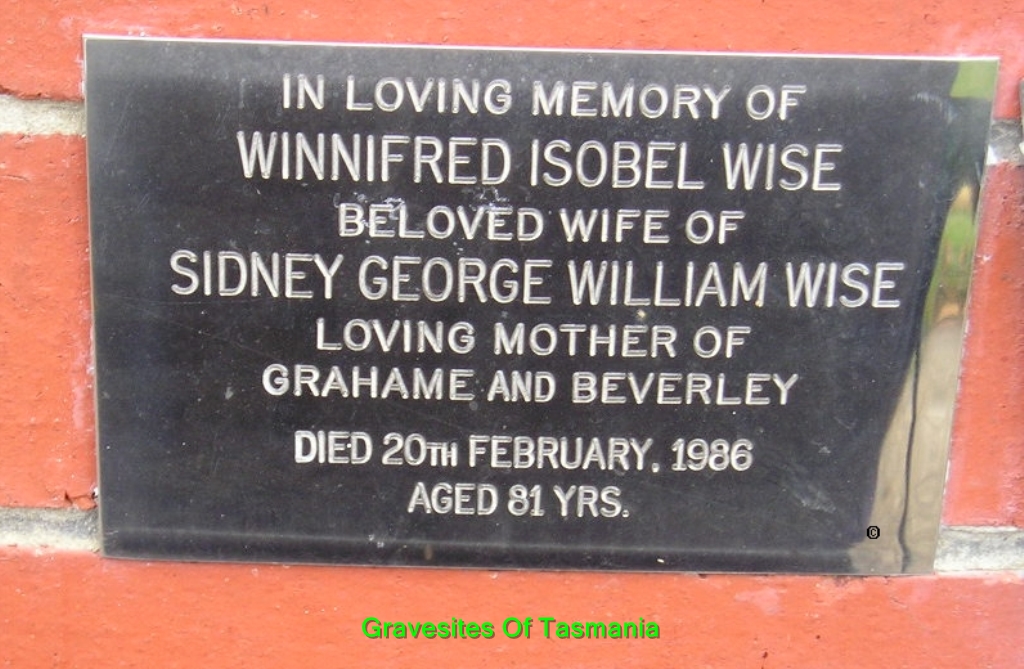 IN LOVING MEMORY OF
WINNIFRED ISOBEL WISE
BELOVED WIFE OF
SIDNEY GEORGE WILLIAM WISE
LOVING MOTHER OF
GRAHAME AND BEVERLEY
DIED 20TH FEBRUARY, 1986
AGED 81 YRS.
©
Gravesites Of Tasmania